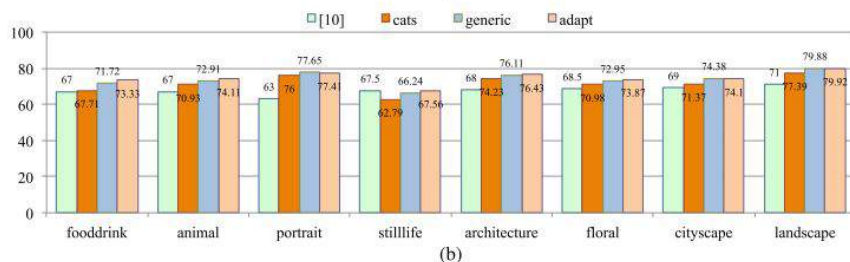 [10] cats generic adapt
100
80
60
40
20
0
67 67.71 71.72 73.33
67 70.93 72.91 74.11
63 76 77.65 77.41
67.5 62.79 66.24 67.56
68 74.23 76.11 76.43
68.5 70.98 72.95 73.87
69 71.37 74.38 74.1
71 77.39 79.88 79.92
fooddrink animal portrait stilllife architecture floral cityscape landscape
(b)